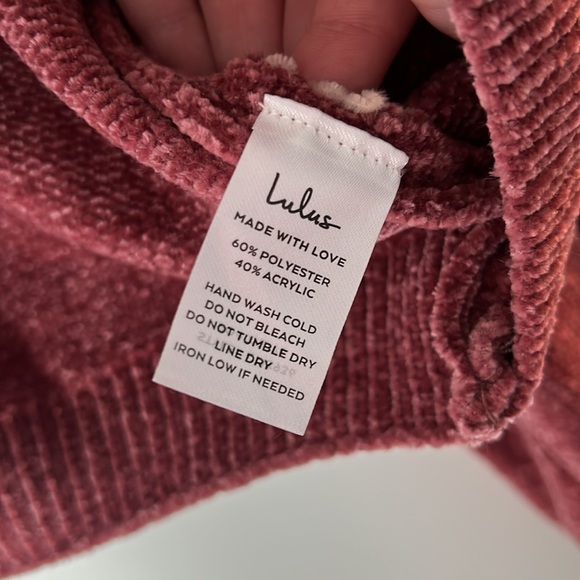 Lulus
MADE WITH LOVE
60% POLYESTER
40% ACRYLIC
HAND WASH COLD
DO NOT BLEACH
DO NOT TUMBLE DRY
LINE DRY
IRON LOW IF NEEDED